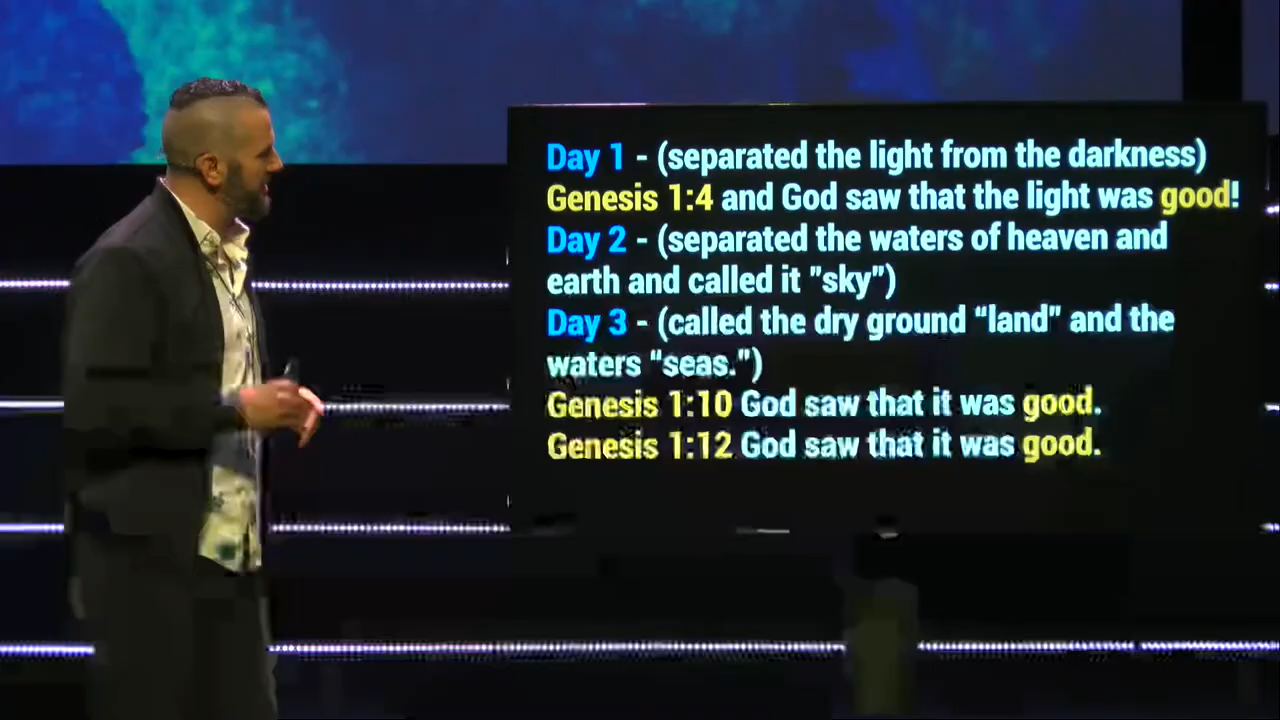 Day 1 - (separated the light from the darkness)
Genesis 1:4 and God saw that the light was good!
Day 2 - (separated the waters of heaven and
earth and called it "sky")
Day 3 - (called the dry ground “land” and the
waters “seas.”)
Genesis 1:10 God saw that it was good.
Genesis 1:12 God saw that it was good.